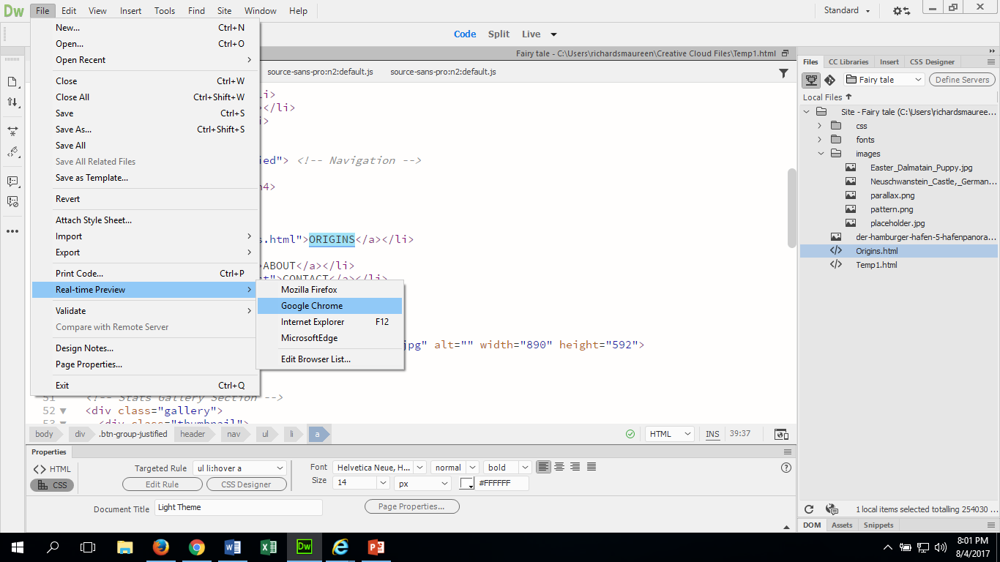 Dw File Edit View Insert Tools Find Site Window Help Standard
Code Split Live
Fairy tale - C:\Users\richardsmaureen\Creative Cloud Files\Temp1.html
source-sans-pro:n2:default.js source-sans-pro:n2:default.js
New... Ctrl+N
Open... Ctrl+O
Open Recent
Close Ctrl+W
Close All Ctrl+Shift+W
Save Ctrl+S
Save As... Ctrl+Shift+S
Save All
Save All Related Files
Save as Template...
Revert
Attach Style Sheet...
Import
Export
Print Code... Ctrl+P
Real-time Preview
Validate
Compare with Remote Server
Design Notes...
Page Properties...
Exit Ctrl+Q
Mozilla Firefox
Google Chrome
Internet Explorer F12
MicrosoftEdge
Edit Browser List...
li>
></li>
i>
ied"> <!-- Navigation -->
h4>
s.html">ORIGINS</a></li>
>ABOUT</a></li>
t">CONTACT</a></li>
jpg" alt="" width="890" height="592">
51 <!-- Stats Gallery Section -->
52 <div class="gallery">
53 <div class="thumbnail">
body div .btn-group-justified header nav ul li a
HTML INS 39:37
Properties
HTML
CSS
Targeted Rule ul li:hover a
Edit Rule CSS Designer
Font Helvetica Neue, H... normal bold
Size 14 px #FFFFFF
Document Title Light Theme Page Properties...
Files CC Libraries Insert CSS Designer
Fairy tale Define Servers
Local Files
Site - Fairy tale (C:\Users\richardsmauree...
css
fonts
images
Easter_Dalmatain_Puppy.jpg
Neuschwanstein_Castle,_German...
parallax.png
pattern.png
placeholder.jpg
der-hamburger-hafen-5-hafenpanora...
Origins.html
Temp1.html
1 local items selected totalling 254030 ...
DOM Assets Snippets
Dw
8:01 PM
8/4/2017